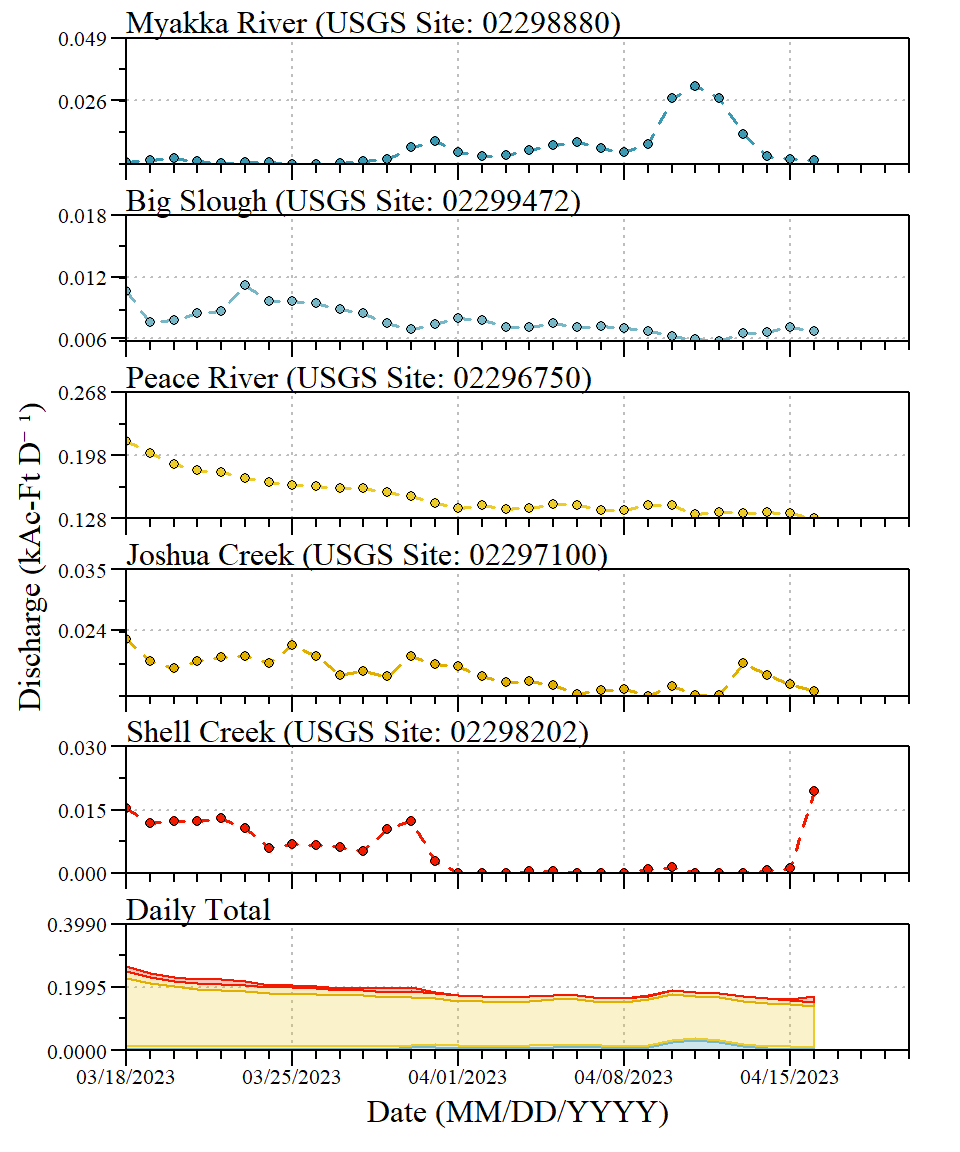 Myakka River (USGS Site: 02298880)
0.049
0.026
Big Slough (USGS Site: 02299472)
0.018
0.012
0.006
Peace River (USGS Site: 02296750)
0.268
0.198
0.128
Joshua Creek (USGS Site: 02297100)
0.035
0.024
Shell Creek (USGS Site: 02298202)
0.030
0.015
0.000
Daily Total
0.3990
0.1995
0.0000
Discharge (kAc-Ft D⁻¹)
03/18/2023 03/25/2023 04/01/2023 04/08/2023 04/15/2023
Date (MM/DD/YYYY)